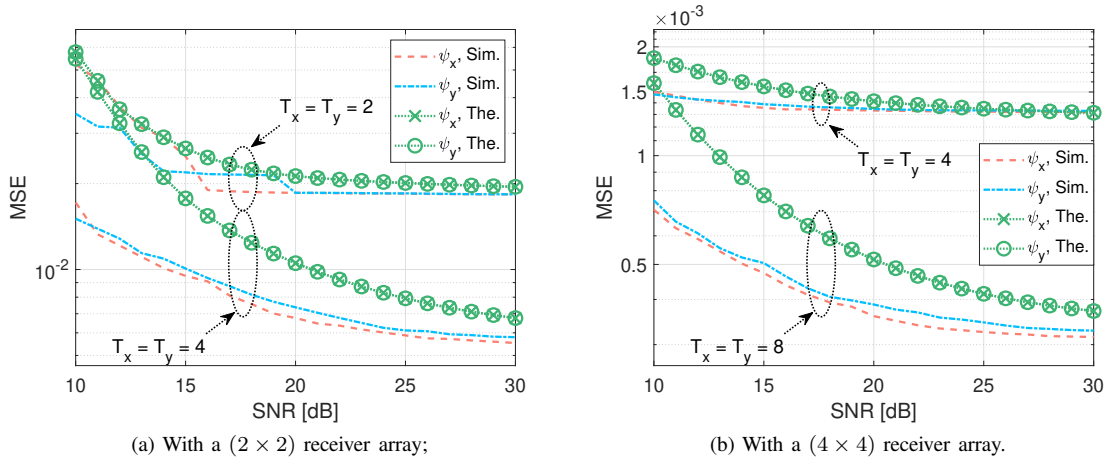 ×10⁻³
ψx, Sim.
ψy, Sim.
ψx, The.
ψy, The.
Tx = Ty = 2
Tx = Ty = 4
10⁻²
MSE
10 15 20 25 30
SNR [dB]
(a) With a (2 × 2) receiver array;
2
1.5
1
0.5
Tx = Ty = 4
ψx, Sim.
ψy, Sim.
ψx, The.
ψy, The.
Tx = Ty = 8
MSE
10 15 20 25 30
SNR [dB]
(b) With a (4 × 4) receiver array.